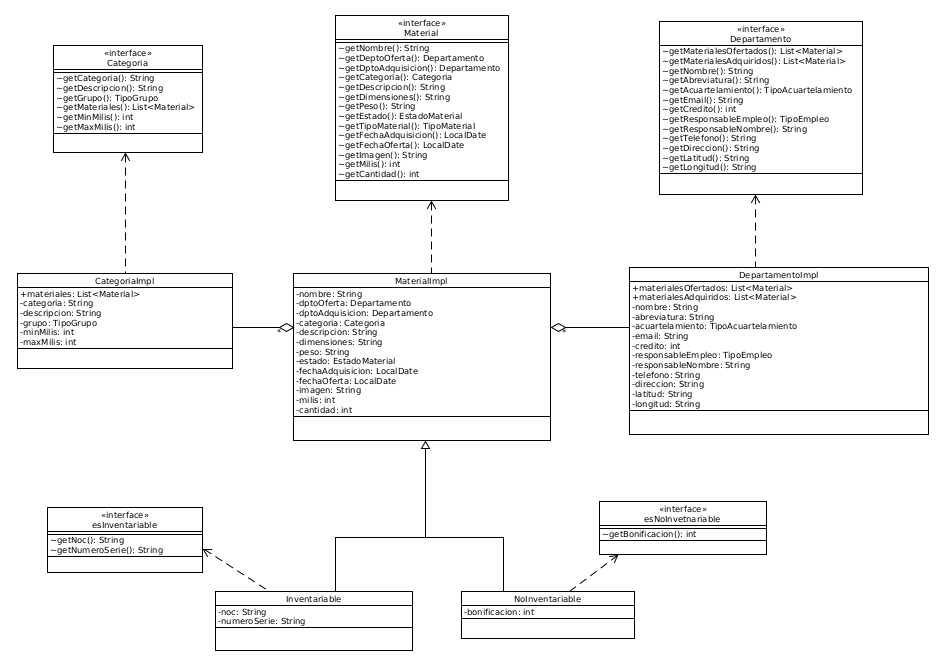 «interface»
Categoria
~getCategoria(): String
~getDescripcion(): String
~getGrupo(): TipoGrupo
~getMateriales(): List<Material>
~getMinMilis(): int
~getMaxMilis(): int
«interface»
Material
~getNombre(): String
~getDeptoOferta(): Departamento
~getDptoAdquisicion(): Departamento
~getCategoria(): Categoria
~getDescripcion(): String
~getDimensiones(): String
~getPeso(): String
~getEstado(): EstadoMaterial
~getTipoMaterial(): TipoMaterial
~getFechaAdquisicion(): LocalDate
~getFechaOferta(): LocalDate
~getImagen(): String
~getMilis(): int
~getCantidad(): int
«interface»
Departamento
~getMaterialesOfertados(): List<Material>
~getMaterialesAdquiridos(): List<Material>
~getNombre(): String
~getAbreviatura(): String
~getAcuartelamiento(): TipoAcuartelamiento
~getEmail(): String
~getCredito(): int
~getResponsableEmpleo(): TipoEmpleo
~getResponsableNombre(): String
~getTelefono(): String
~getDireccion(): String
~getLatitud(): String
~getLongitud(): String
CategoriaImpl
+materiales: List<Material>
-categoria: String
-descripcion: String
-grupo: TipoGrupo
-minMilis: int
-maxMilis: int
*
MaterialImpl
-nombre: String
-dptoOferta: Departamento
-dptoAdquisicion: Departamento
-categoria: Categoria
-descripcion: String
-dimensiones: String
-peso: String
-estado: EstadoMaterial
-fechaAdquisicion: LocalDate
-fechaOferta: LocalDate
-imagen: String
-milis: int
-cantidad: int
*
DepartamentoImpl
+materialesOfertados: List<Material>
+materialesAdquiridos: List<Material>
-nombre: String
-abreviatura: String
-acuartelamiento: TipoAcuartelamiento
-email: String
-credito: int
-responsableEmpleo: TipoEmpleo
-responsableNombre: String
-telefono: String
-direccion: String
-latitud: String
-longitud: String
«interface»
esInventariable
~getNoc(): String
~getNumeroSerie(): String
«interface»
esNoInvetnariable
~getBonificacion(): int
Inventariable
-noc: String
-numeroSerie: String
NoInventariable
-bonificacion: int